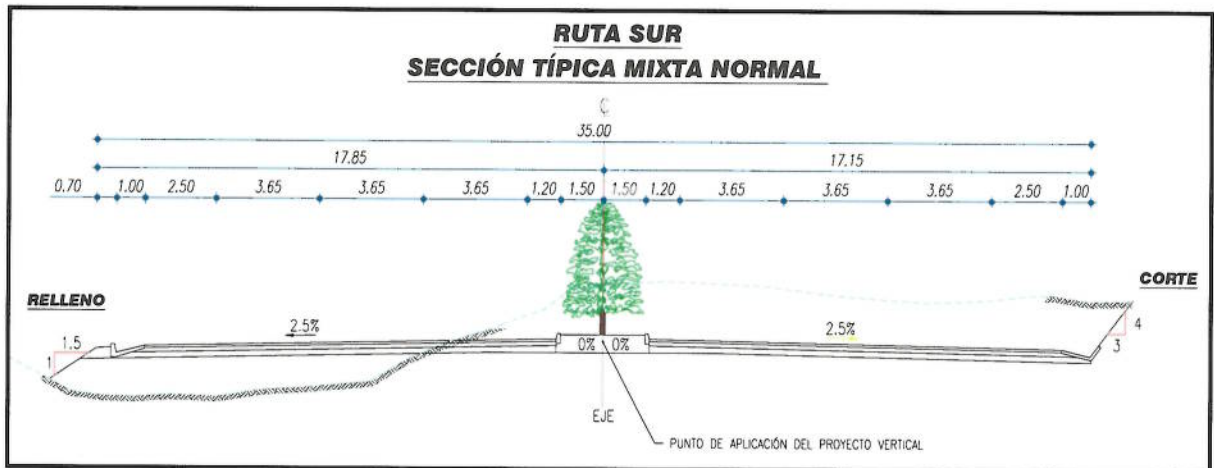 RUTA SUR
SECCIÓN TÍPICA MIXTA NORMAL
35.00
17.85 17.15
0.70 1.00 2.50 3.65 3.65 3.65 1.20 1.50 1.50 1.20 3.65 3.65 3.65 2.50 1.00
RELLENO CORTE
2.5% 2.5%
1.5 1 0% 0% 4 3
EJE
PUNTO DE APLICACIÓN DEL PROYECTO VERTICAL